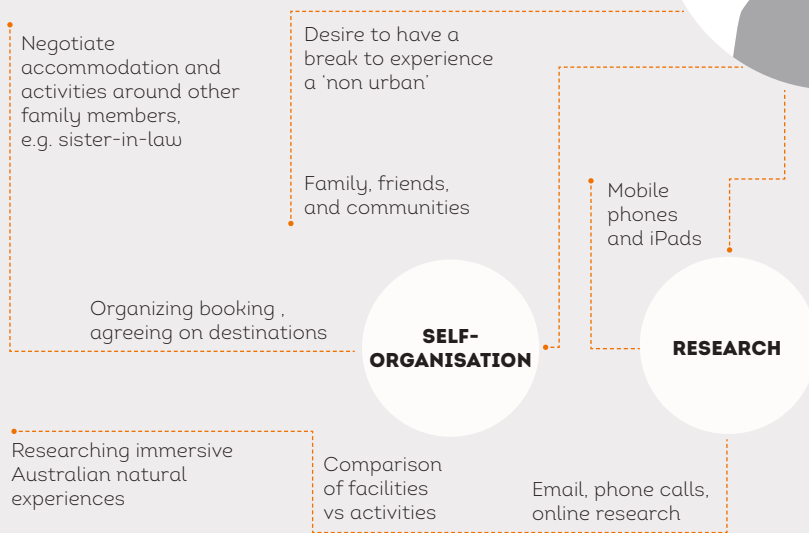 Negotiate
accommodation and
activities around other
family members,
e.g. sister-in-law
Desire to have a
break to experience
a ‘non urban’
Family, friends,
and communities
Mobile
phones
and iPads
Organizing booking ,
agreeing on destinations
SELF-
ORGANISATION
RESEARCH
Researching immersive
Australian natural
experiences
Comparison
of facilities
vs activities
Email, phone calls,
online research